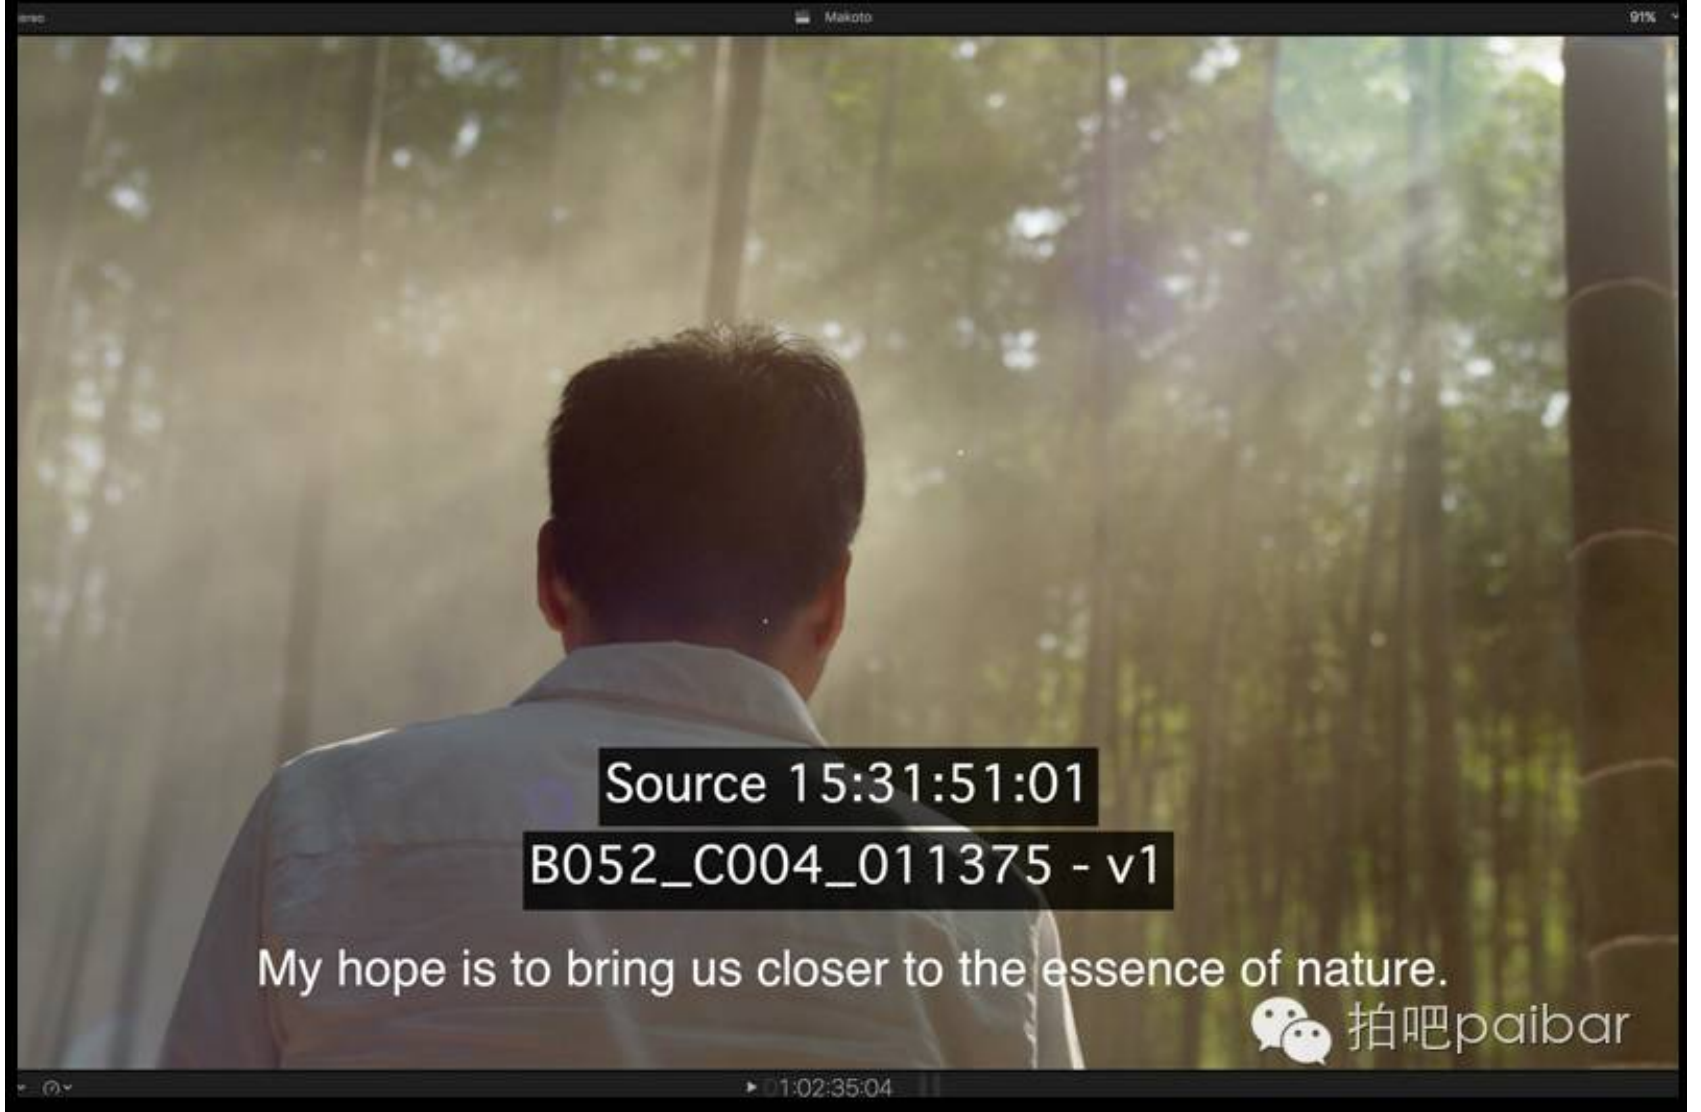 Makoto
91%
Source 15:31:51:01
B052_C004_011375 - v1
My hope is to bring us closer to the essence of nature.
拍吧paibar
01:02:35:04